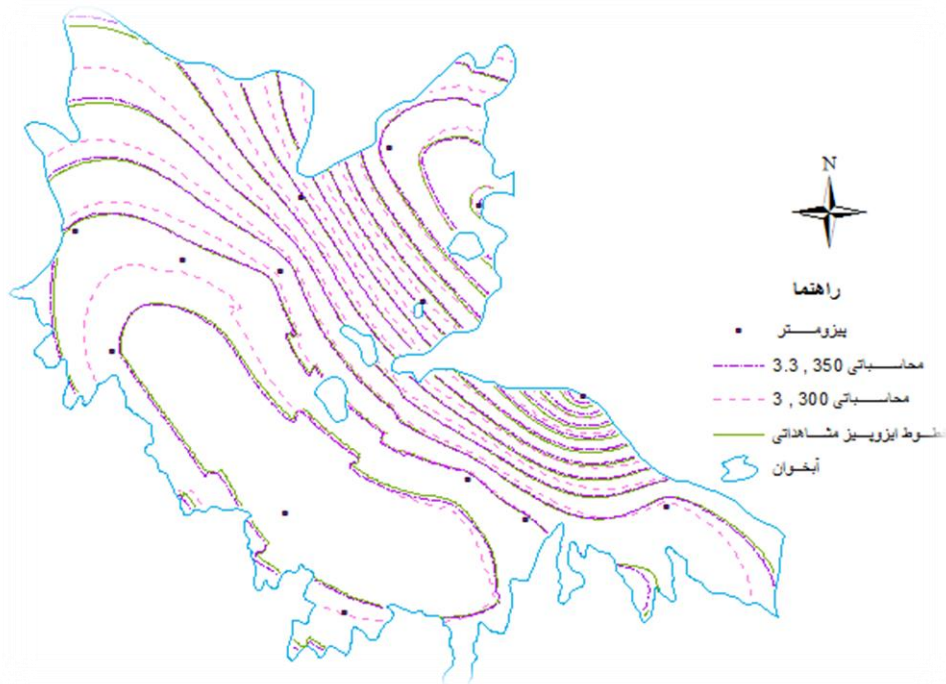 N
راهنما
پیزومتر
محاسباتی 350 , 3.3
محاسباتی 300 , 3
خطوط ایزوپیز مشاهداتی
آبخوان